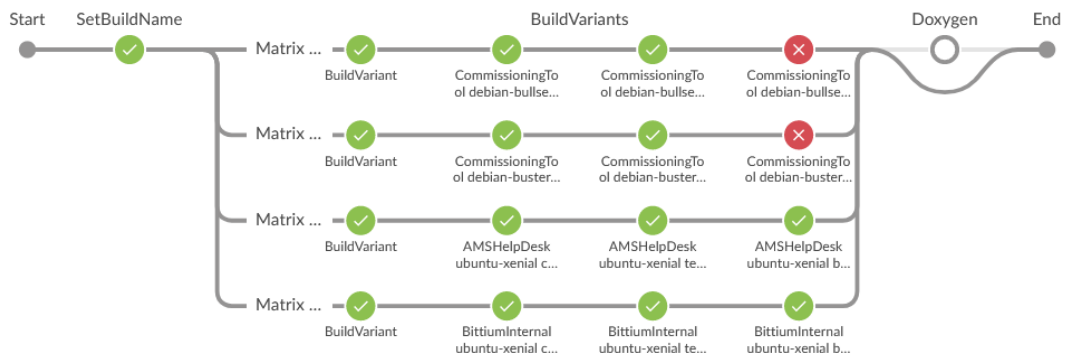 Start SetBuildName BuildVariants Doxygen End
Matrix ...
BuildVariant CommissioningTo CommissioningTo CommissioningTo
ol debian-bullse... ol debian-bullse... ol debian-bullse...
Matrix ...
BuildVariant CommissioningTo CommissioningTo CommissioningTo
ol debian-buster... ol debian-buster... ol debian-buster...
Matrix ...
BuildVariant AMSHelpDesk AMSHelpDesk AMSHelpDesk
ubuntu-xenial c... ubuntu-xenial te... ubuntu-xenial b...
Matrix ...
BuildVariant BittiumInternal BittiumInternal BittiumInternal
ubuntu-xenial c... ubuntu-xenial te... ubuntu-xenial b...